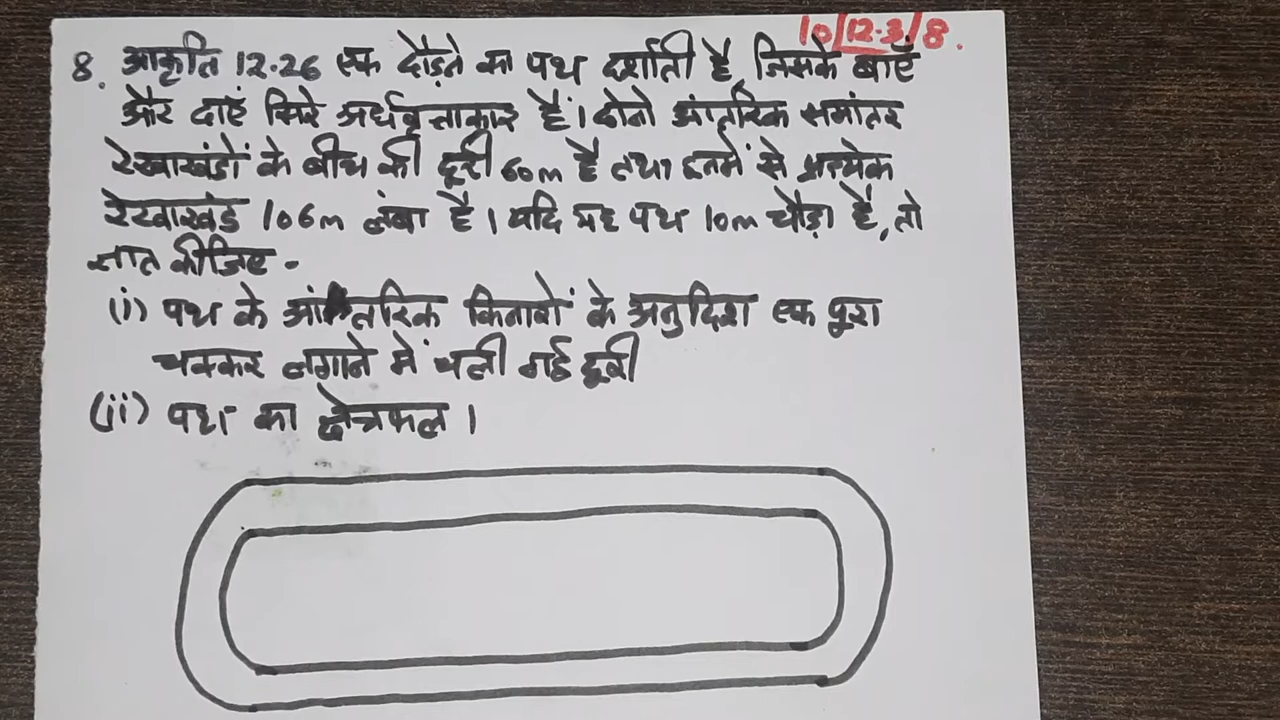 10/12.3/8.
8. आकृति 12.26 एक दौड़ने का पथ दर्शाती है, जिसके बाएँ
और दाएं सिरे अर्धवृत्ताकार हैं। दोनो आंतरिक समांतर
रेखाखंडों के बीच की दूरी 60m है तथा इनमें से प्रत्येक
रेखाखंड 106m लंबा है। यदि यह पथ 10m चौड़ा है, तो
ज्ञात कीजिए -
(i) पथ के आंतरिक किनारों के अनुदिश एक पूरा
चक्कर लगाने में चली गई दूरी
(ii) पथ का क्षेत्रफल।